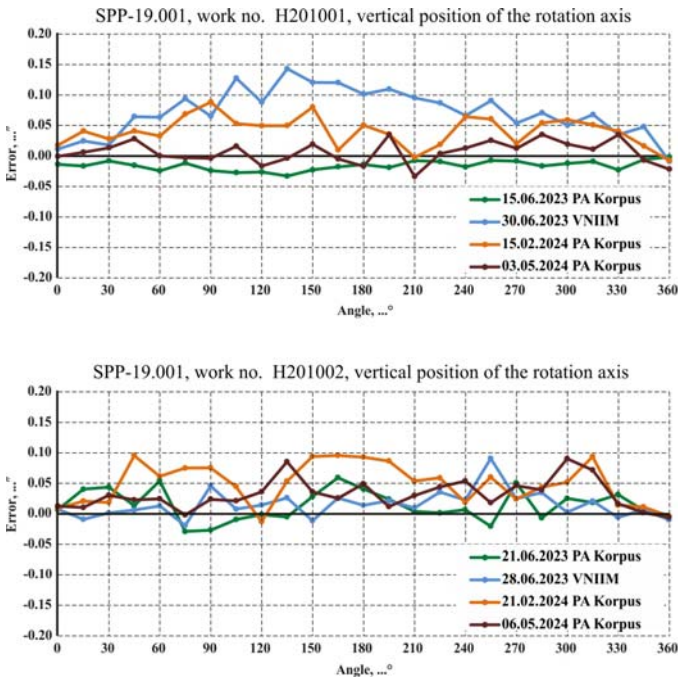 SPP-19.001, work no. H201001, vertical position of the rotation axis
0.20
0.15
0.10
0.05
0.00
-0.05
-0.10
-0.15
-0.20
Error, ..."
15.06.2023 PA Korpus
30.06.2023 VNIIM
15.02.2024 PA Korpus
03.05.2024 PA Korpus
0 30 60 90 120 150 180 210 240 270 300 330 360
Angle, ...°
SPP-19.001, work no. H201002, vertical position of the rotation axis
0.20
0.15
0.10
0.05
0.00
-0.05
-0.10
-0.15
-0.20
Error, ..."
21.06.2023 PA Korpus
28.06.2023 VNIIM
21.02.2024 PA Korpus
06.05.2024 PA Korpus
0 30 60 90 120 150 180 210 240 270 300 330 360
Angle, ...°